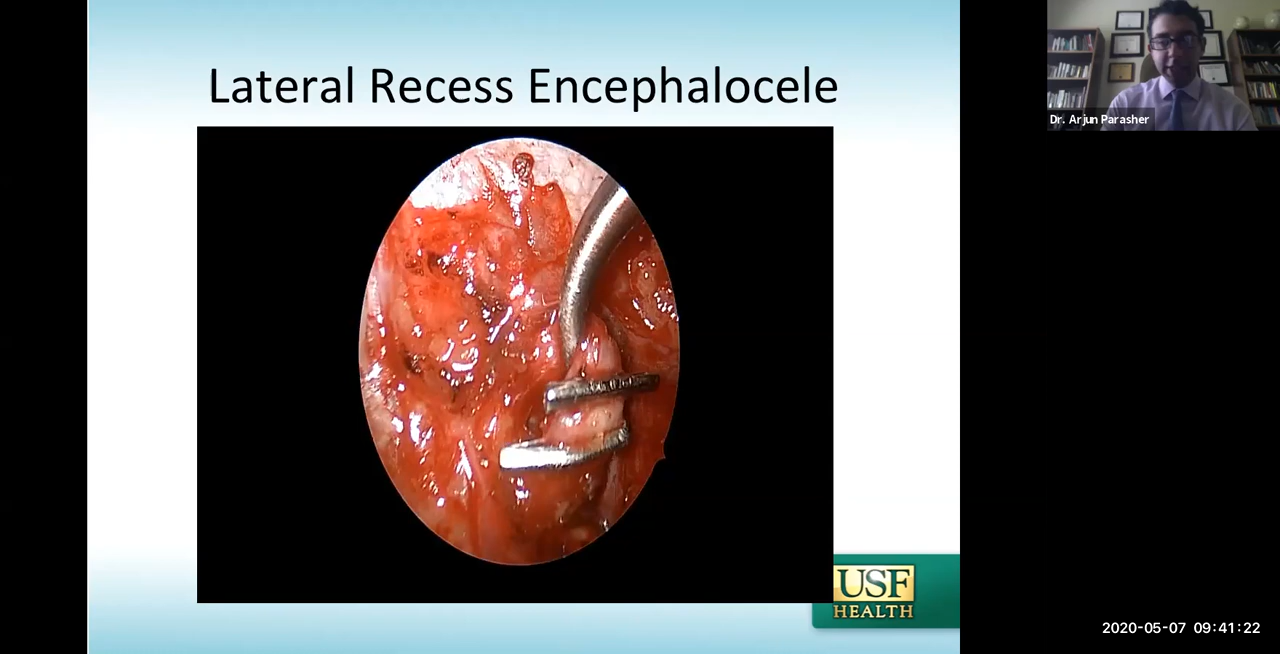 Lateral Recess Encephalocele
Dr. Arjun Parasher
USF
HEALTH
2020-05-07 09:41:22